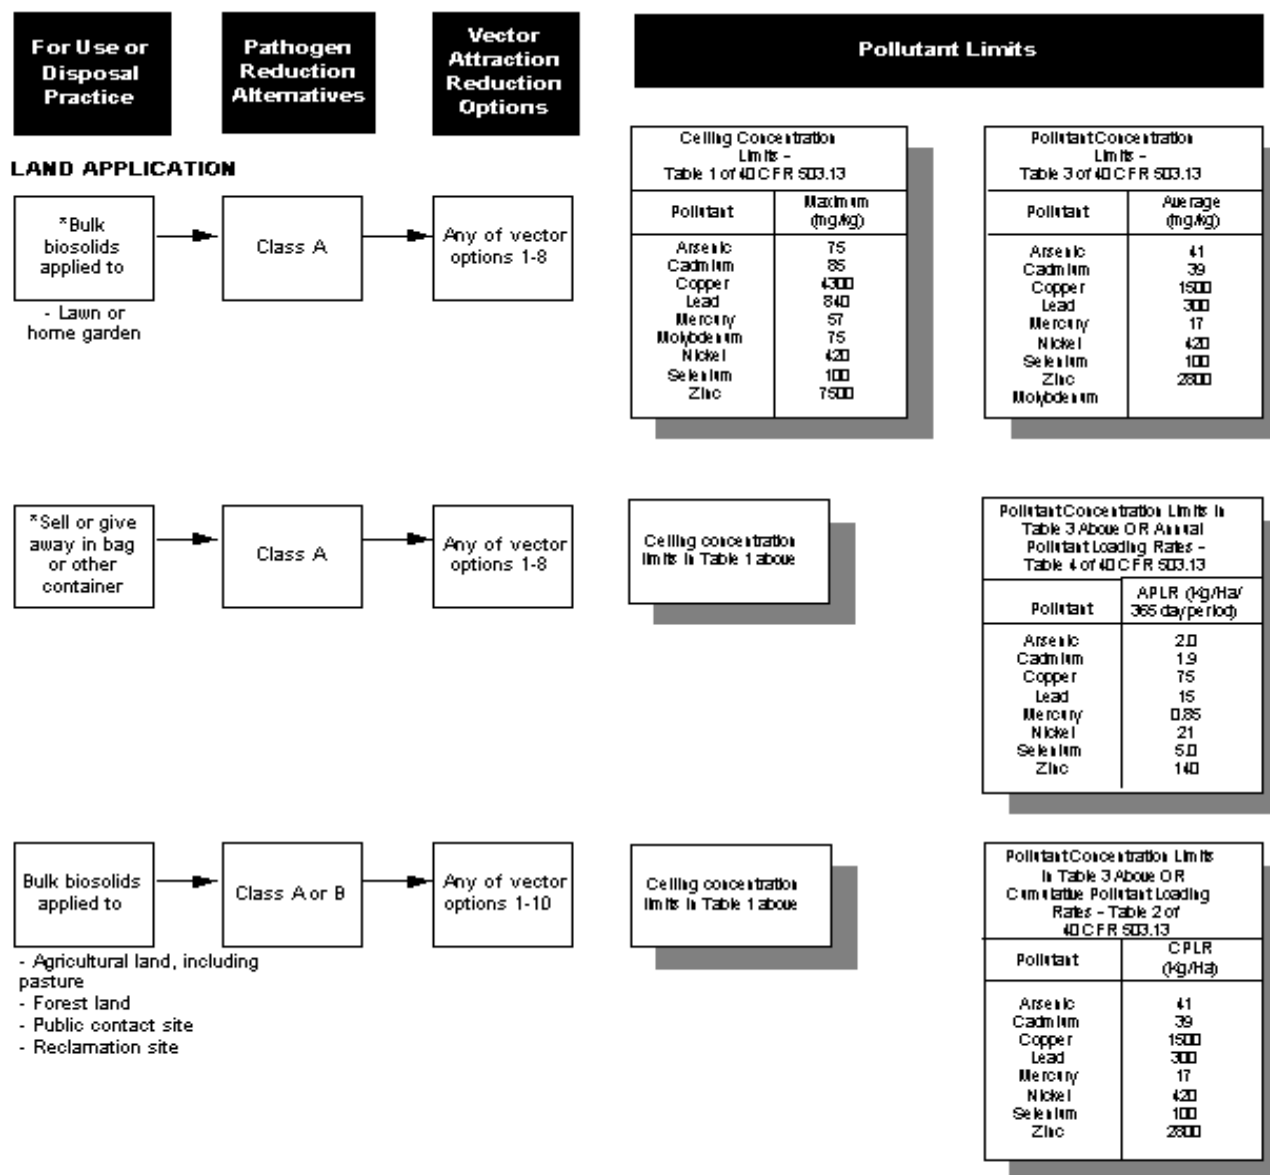 For Use or
Disposal
Practice
Pathogen
Reduction
Alternatives
Vector
Attraction
Reduction
Options
Pollutant Limits
LAND APPLICATION
*Bulk
biosolids
applied to
- Lawn or
home garden
Class A
Any of vector
options 1-8
Ceiling Concentration
Limits -
Table 1 of 40 CFR 503.13
Pollutant Maximum
(mg/kg)
Arsenic 75
Cadmium 85
Copper 4300
Lead 840
Mercury 57
Molybdenum 75
Nickel 420
Selenium 100
Zinc 7500
Pollutant Concentration
Limits -
Table 3 of 40 CFR 503.13
Pollutant Average
(mg/kg)
Arsenic 41
Cadmium 39
Copper 1500
Lead 300
Mercury 17
Nickel 420
Selenium 100
Zinc 2800
Molybdenum
*Sell or give
away in bag
or other
container
Class A
Any of vector
options 1-8
Ceiling concentration
limits in Table 1 above
Pollutant Concentration Limits in
Table 3 Above OR Annual
Pollutant Loading Rates -
Table 4 of 40 CFR 503.13
Pollutant APLR (Kg/Ha/
365 day period)
Arsenic 2.0
Cadmium 1.9
Copper 75
Lead 15
Mercury 0.85
Nickel 21
Selenium 5.0
Zinc 140
Bulk biosolids
applied to
- Agricultural land, including
pasture
- Forest land
- Public contact site
- Reclamation site
Class A or B
Any of vector
options 1-10
Ceiling concentration
limits in Table 1 above
Pollutant Concentration Limits
in Table 3 Above OR
Cumulative Pollutant Loading
Rates - Table 2 of
40 CFR 503.13
Pollutant CPLR
(Kg/Ha)
Arsenic 41
Cadmium 39
Copper 1500
Lead 300
Mercury 17
Nickel 420
Selenium 100
Zinc 2800